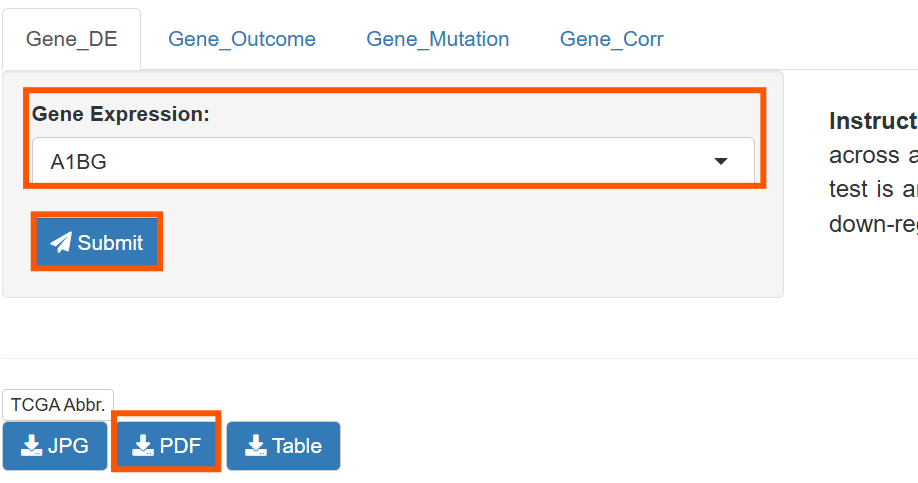 Gene_DE Gene_Outcome Gene_Mutation Gene_Corr
Gene Expression:
A1BG
Submit
Instruct
across a
test is a
down-reg
TCGA Abbr.
JPG PDF Table